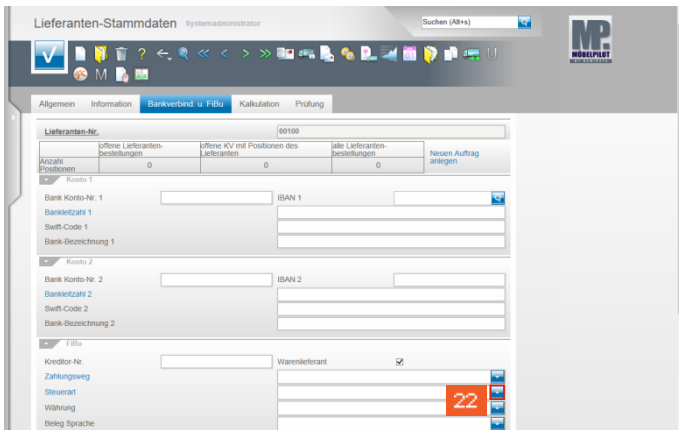 Lieferanten-Stammdaten Systemadministrator
Suchen (Alt+s)
MP
MÖBELPILOT
Allgemein Information Bankverbind. u. FiBu Kalkulation Prüfung
Lieferanten-Nr. 00100
offene Lieferanten-bestellungen offene KV mit Positionen des Lieferanten alle Lieferanten-bestellungen Neuen Auftrag anlegen
Anzahl Positionen 0 0 0
Konto 1
Bank Konto-Nr. 1 IBAN 1
Bankleitzahl 1
Swift-Code 1
Bank-Bezeichnung 1
Konto 2
Bank Konto-Nr. 2 IBAN 2
Bankleitzahl 2
Swift-Code 2
Bank-Bezeichnung 2
FiBu
Kreditor-Nr. Warenlieferant
Zahlungsweg
Steuerart
22
Währung
Beleg Sprache